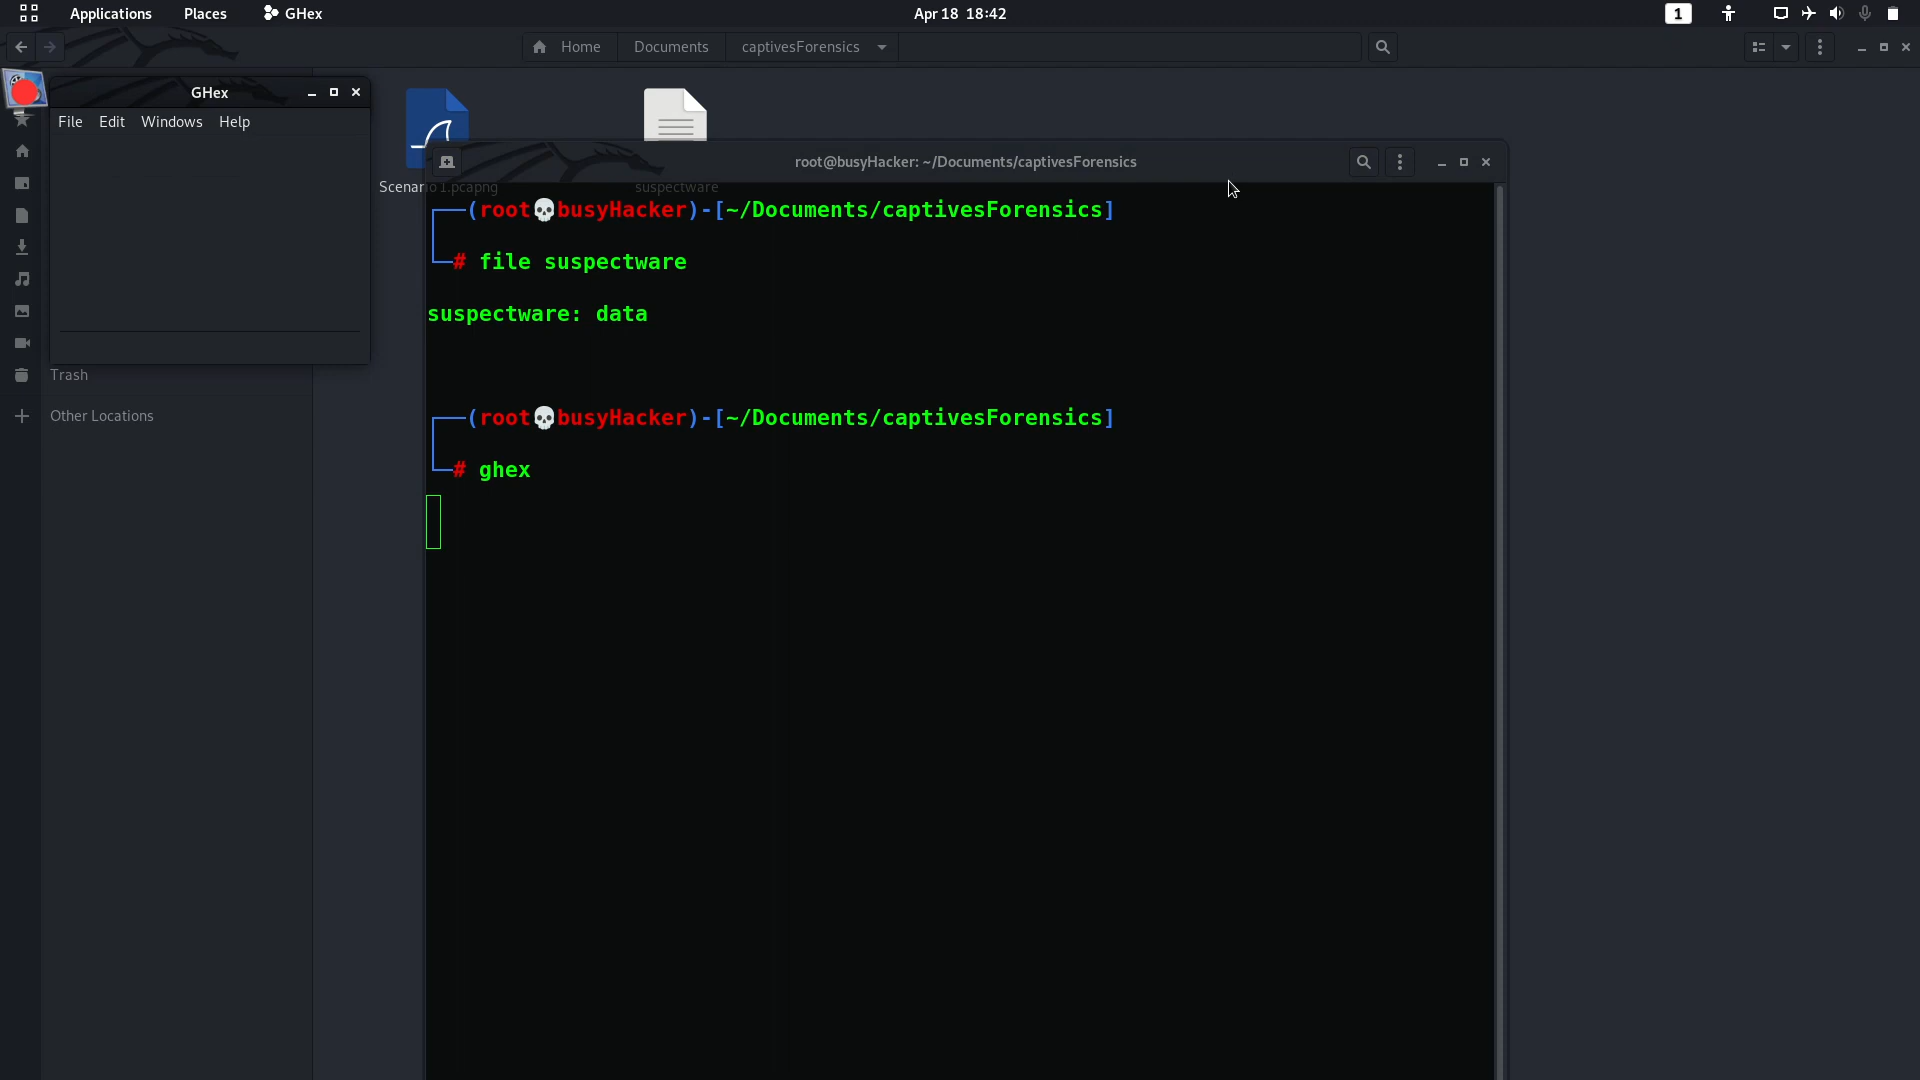 Applications Places GHex Apr 18 18:42 1
Home Documents captivesForensics
GHex
File Edit Windows Help
root@busyHacker: ~/Documents/captivesForensics
Scenario 1.pcapng suspectware
(root💀busyHacker)-[~/Documents/captivesForensics]
# file suspectware
suspectware: data
Trash
Other Locations
(root💀busyHacker)-[~/Documents/captivesForensics]
# ghex